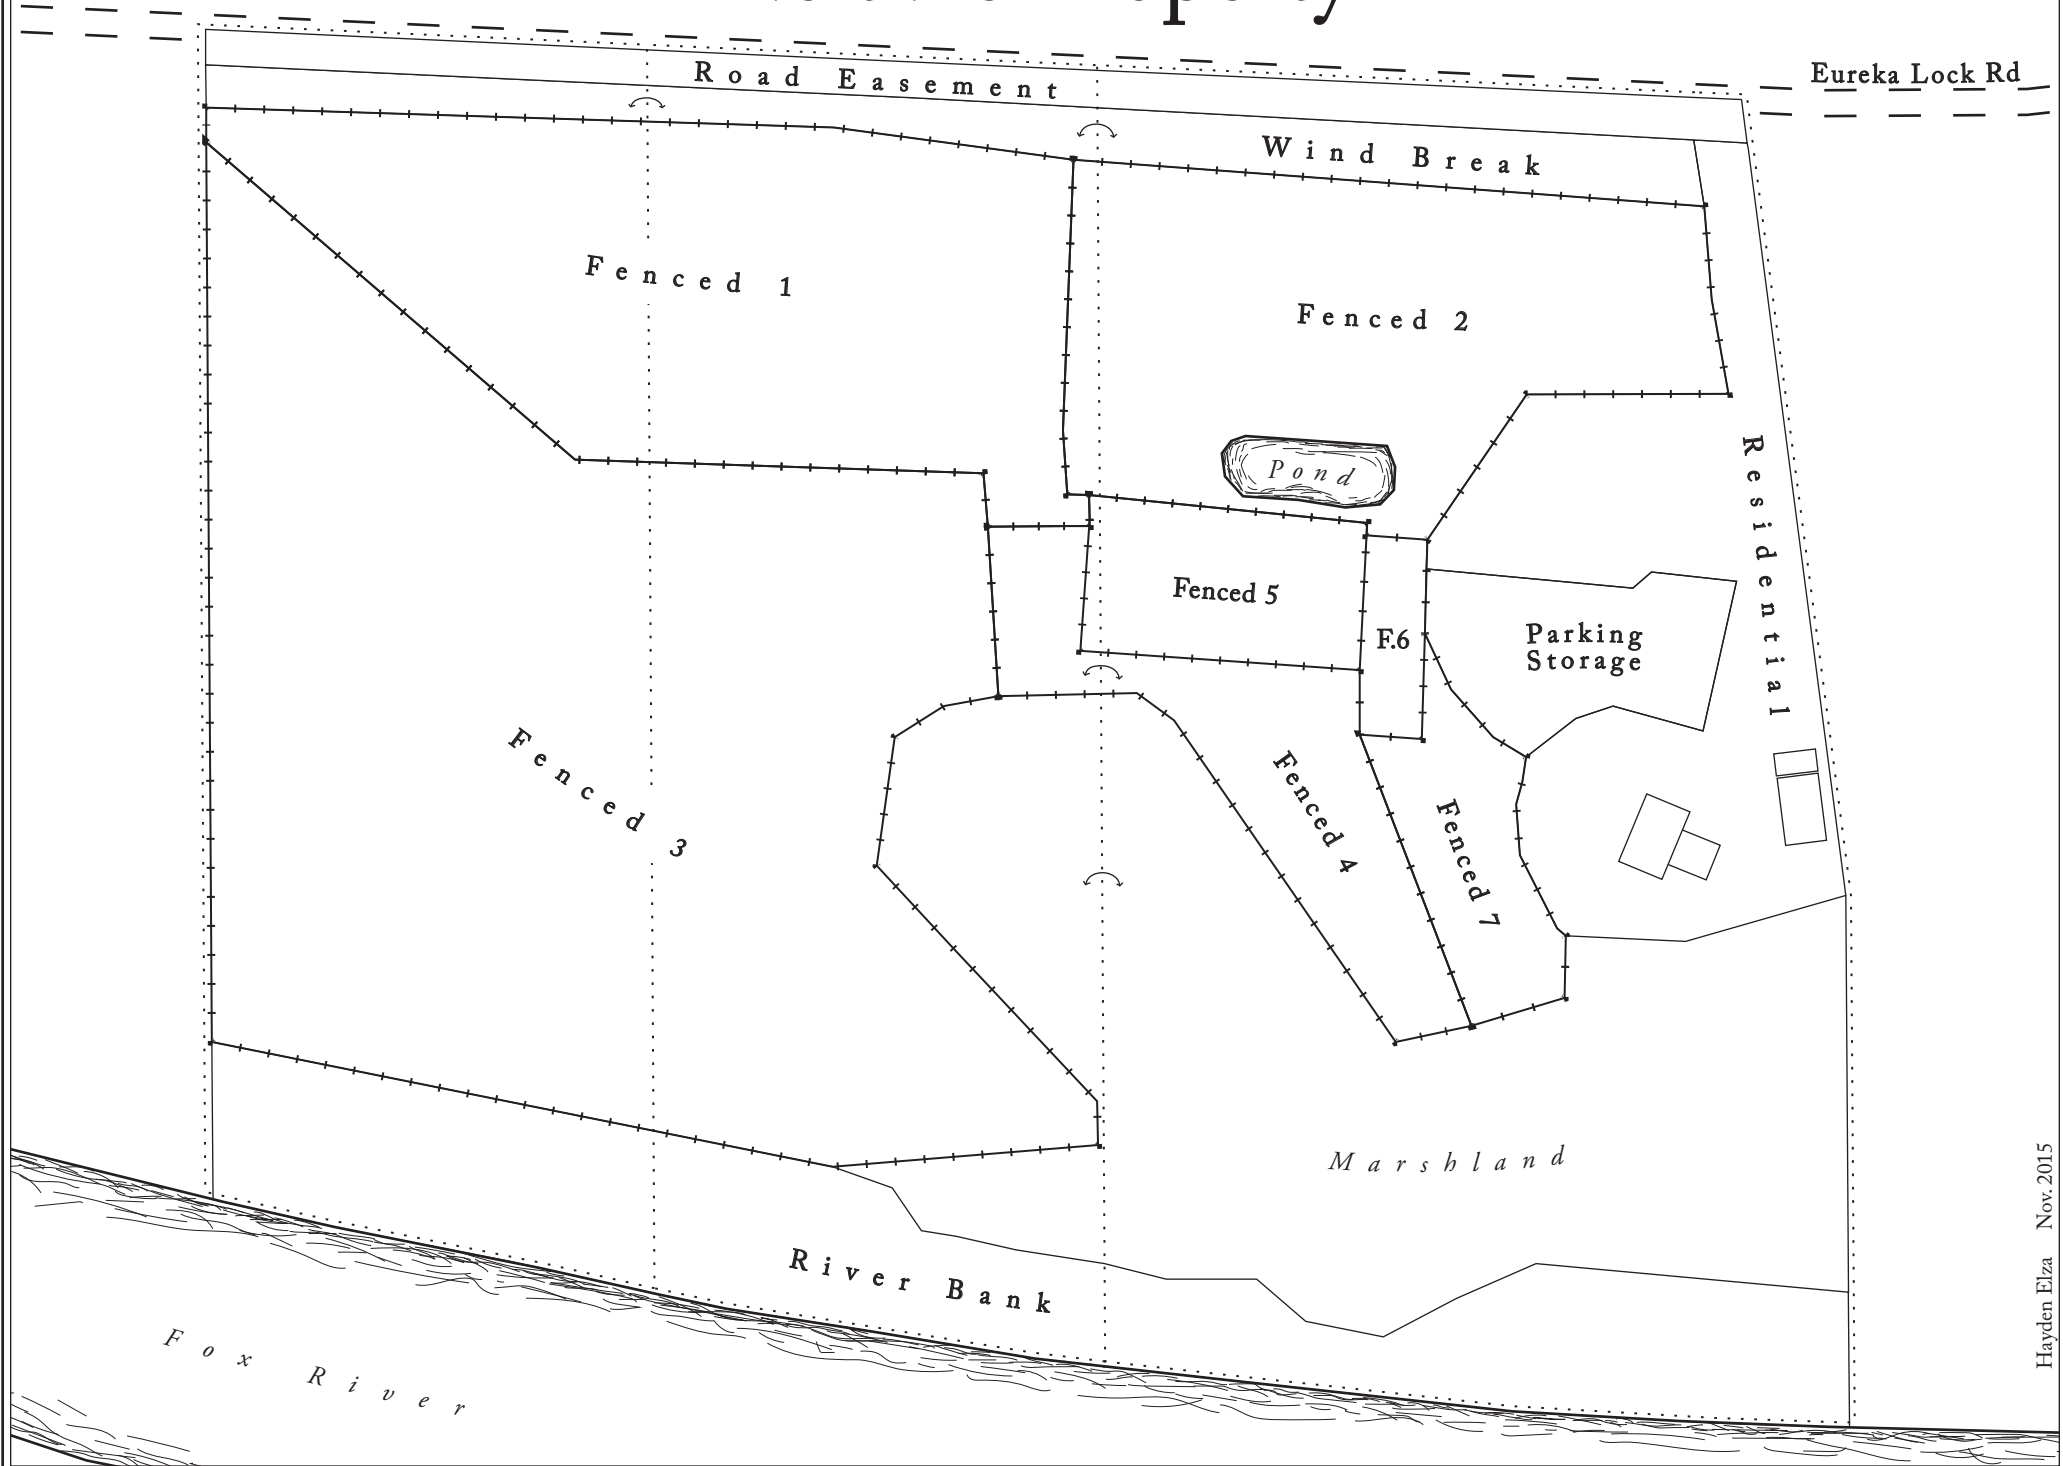 Eureka Lock Rd
Road Easement
Wind Break
Fenced 1
Fenced 2
Pond
Residential
Fenced 5
F.6
Parking
Storage
Fenced 3
Fenced 4
Fenced 7
Marshland
River Bank
Fox River
Hayden Elza Nov. 2015